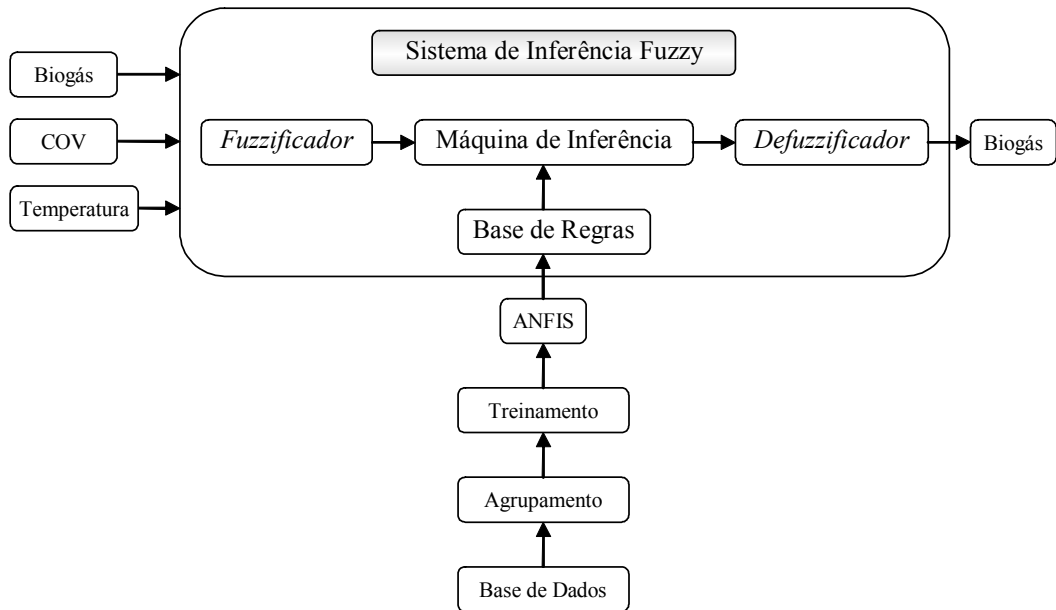 Sistema de Inferência Fuzzy
Biogás
COV
Temperatura
Fuzzificador
Máquina de Inferência
Defuzzificador
Biogás
Base de Regras
ANFIS
Treinamento
Agrupamento
Base de Dados